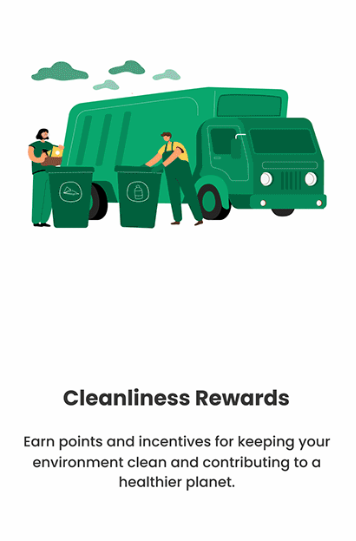 Cleanliness Rewards
Earn points and incentives for keeping your
environment clean and contributing to a
healthier planet.